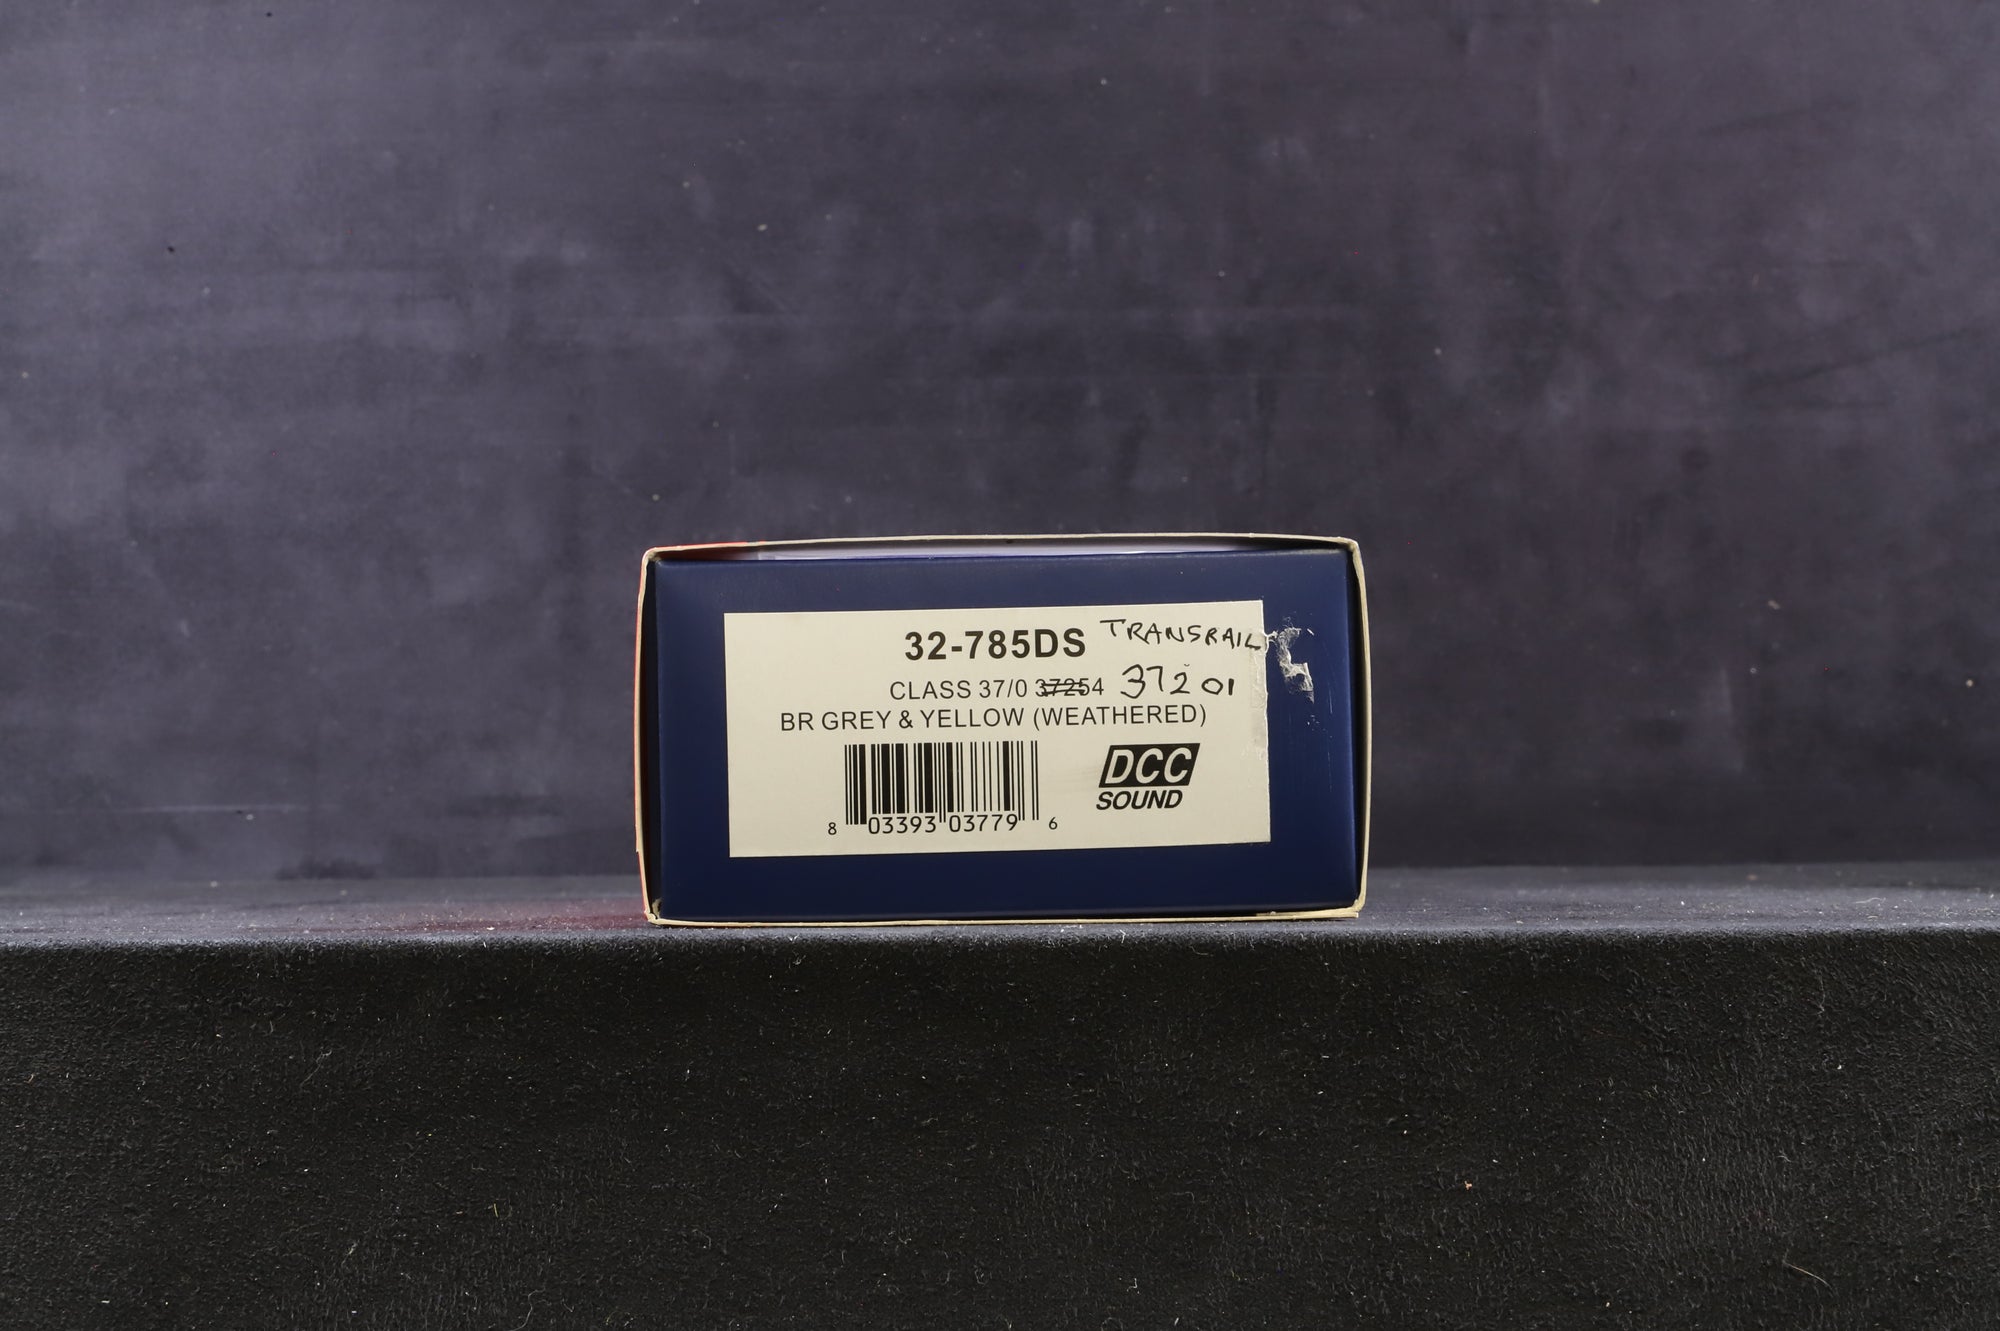 32-785DS TRANSRAIL
CLASS 37/0 37254 37201
BR GREY & YELLOW (WEATHERED)
8 03393 03779 6
DCC
SOUND